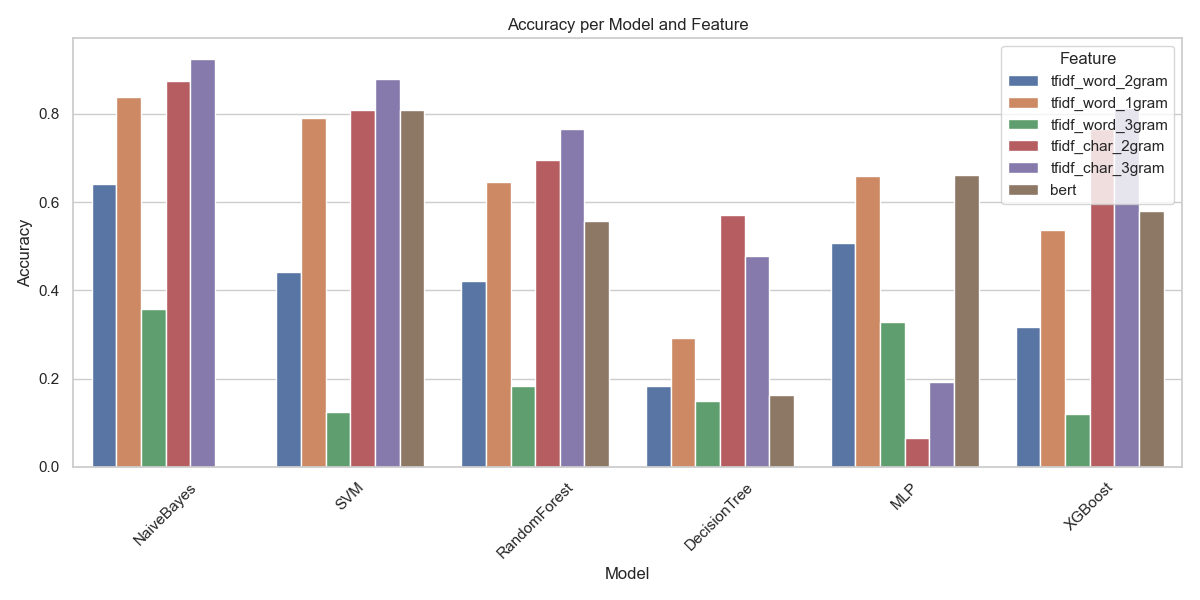 Accuracy per Model and Feature
Feature
tfidf_word_2gram
tfidf_word_1gram
tfidf_word_3gram
tfidf_char_2gram
tfidf_char_3gram
bert
Accuracy
0.8
0.6
0.4
0.2
0.0
NaiveBayes
SVM
RandomForest
DecisionTree
MLP
XGBoost
Model